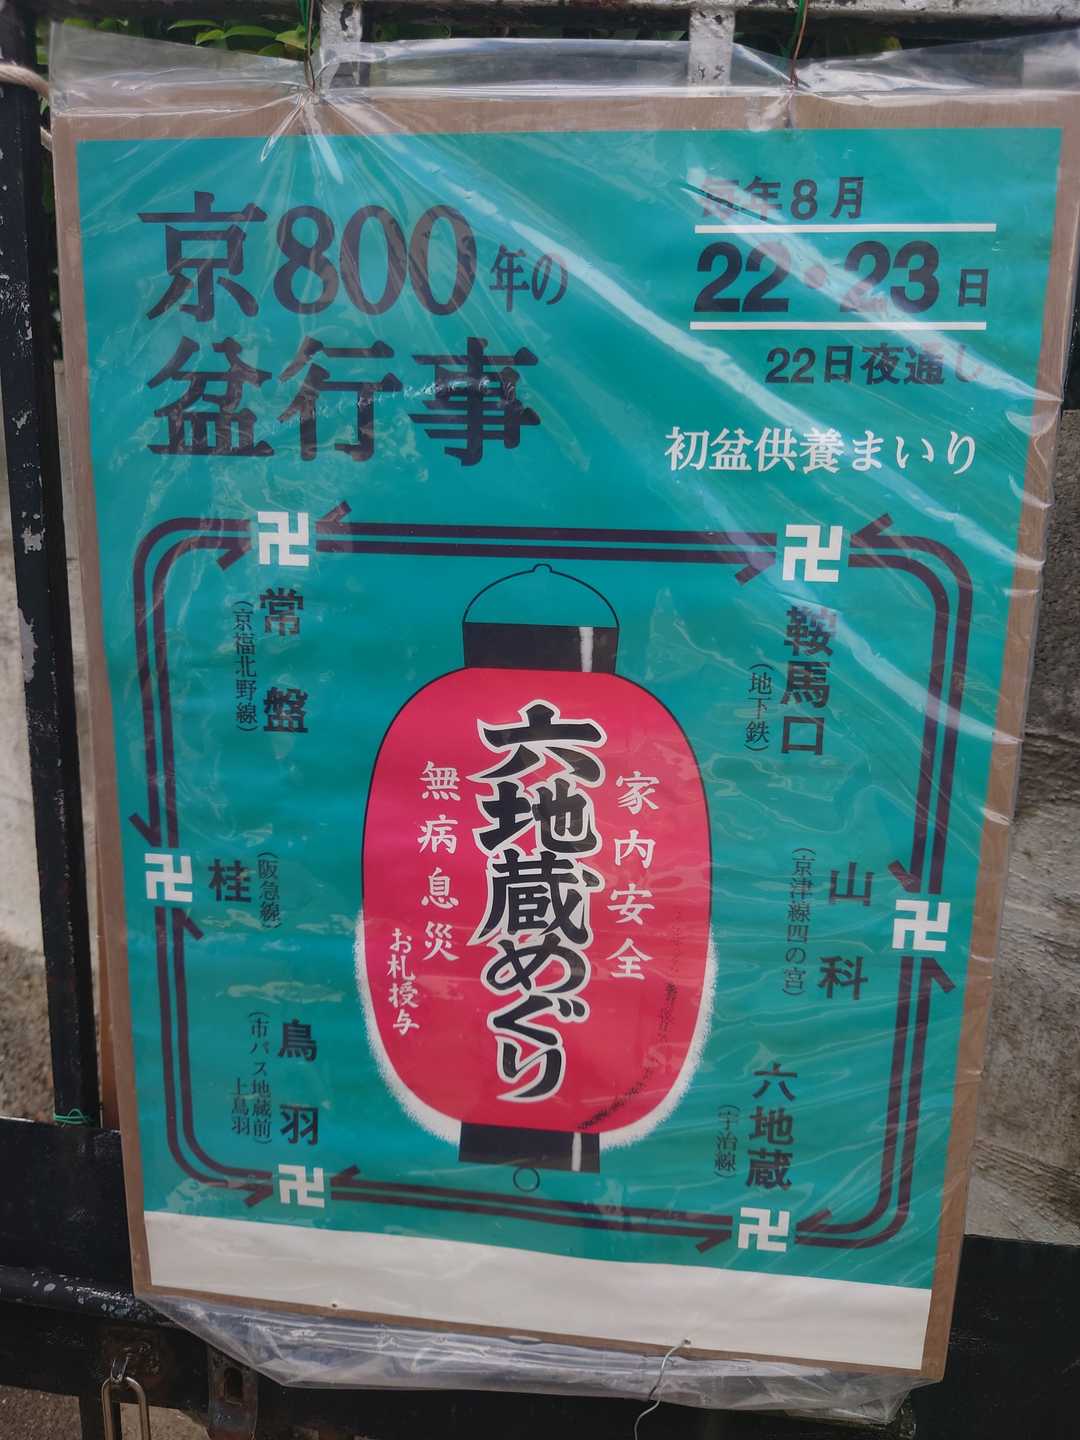 京800年の
盆行事
毎年8月
22・23日
22日夜通し
初盆供養まいり
卍
卍
常盤
(京福北野線)
鞍馬口
(地下鉄)
六地蔵めぐり
家内安全
無病息災
お札授与
卍
桂
(阪急線)
山科
(京津線四の宮)
卍
鳥羽
(市バス地蔵前)
上鳥羽
六地蔵
(宇治線)
卍
卍